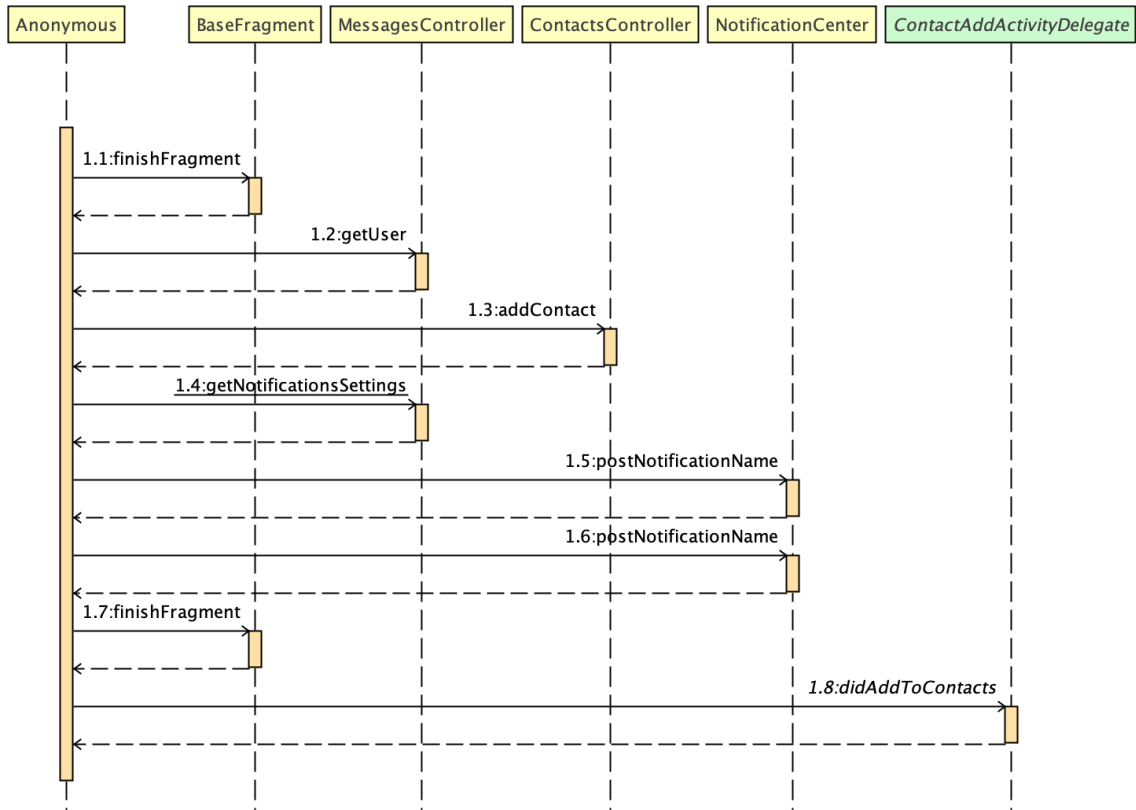 Anonymous
BaseFragment
MessagesController
ContactsController
NotificationCenter
ContactAddActivityDelegate
1.1:finishFragment
1.2:getUser
1.3:addContact
1.4:getNotificationsSettings
1.5:postNotificationName
1.6:postNotificationName
1.7:finishFragment
1.8:didAddToContacts